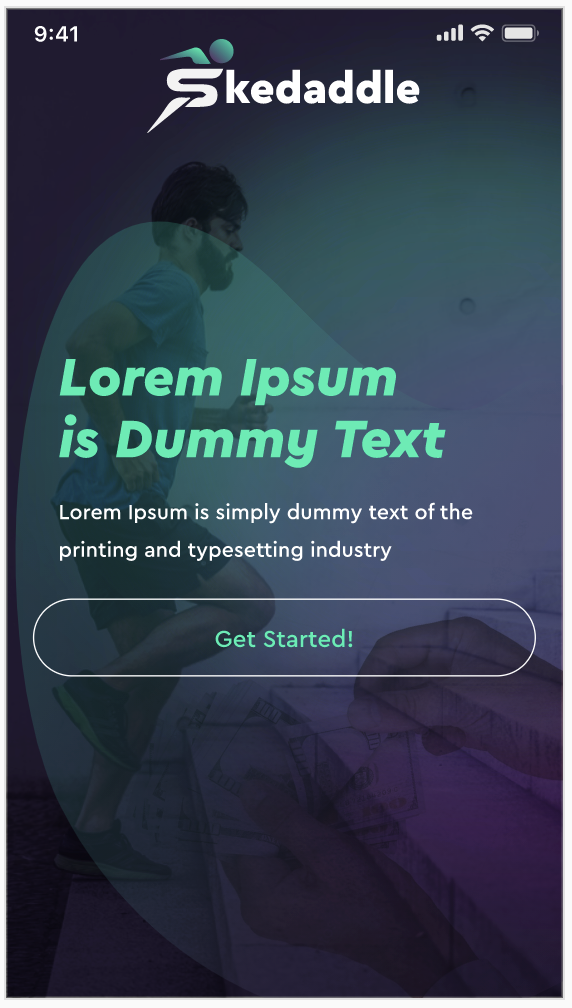 9:41
Skedaddle
Lorem Ipsum
is Dummy Text
Lorem Ipsum is simply dummy text of the
printing and typesetting industry
Get Started!